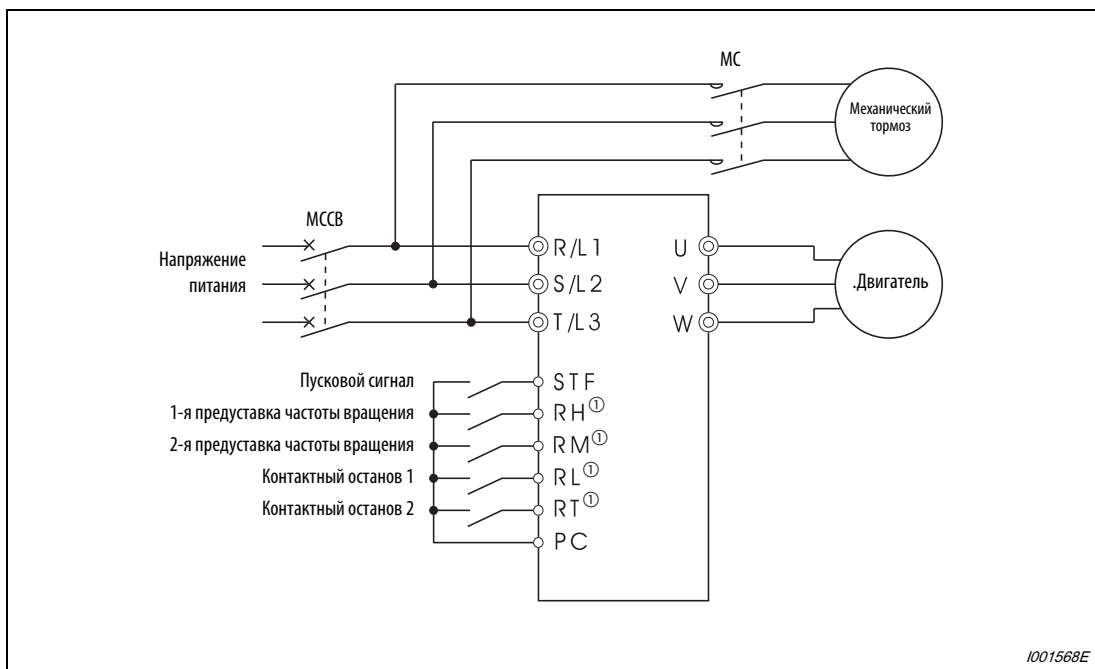 MC
Механический
тормоз
MCCB
Напряжение
питания
R/L1
S/L2
T/L3
U
V
W
.Двигатель
Пусковой сигнал
STF
1-я предуставка частоты вращения
RH①
2-я предуставка частоты вращения
RM①
Контактный останов 1
RL①
Контактный останов 2
RT①
PC
I001568E